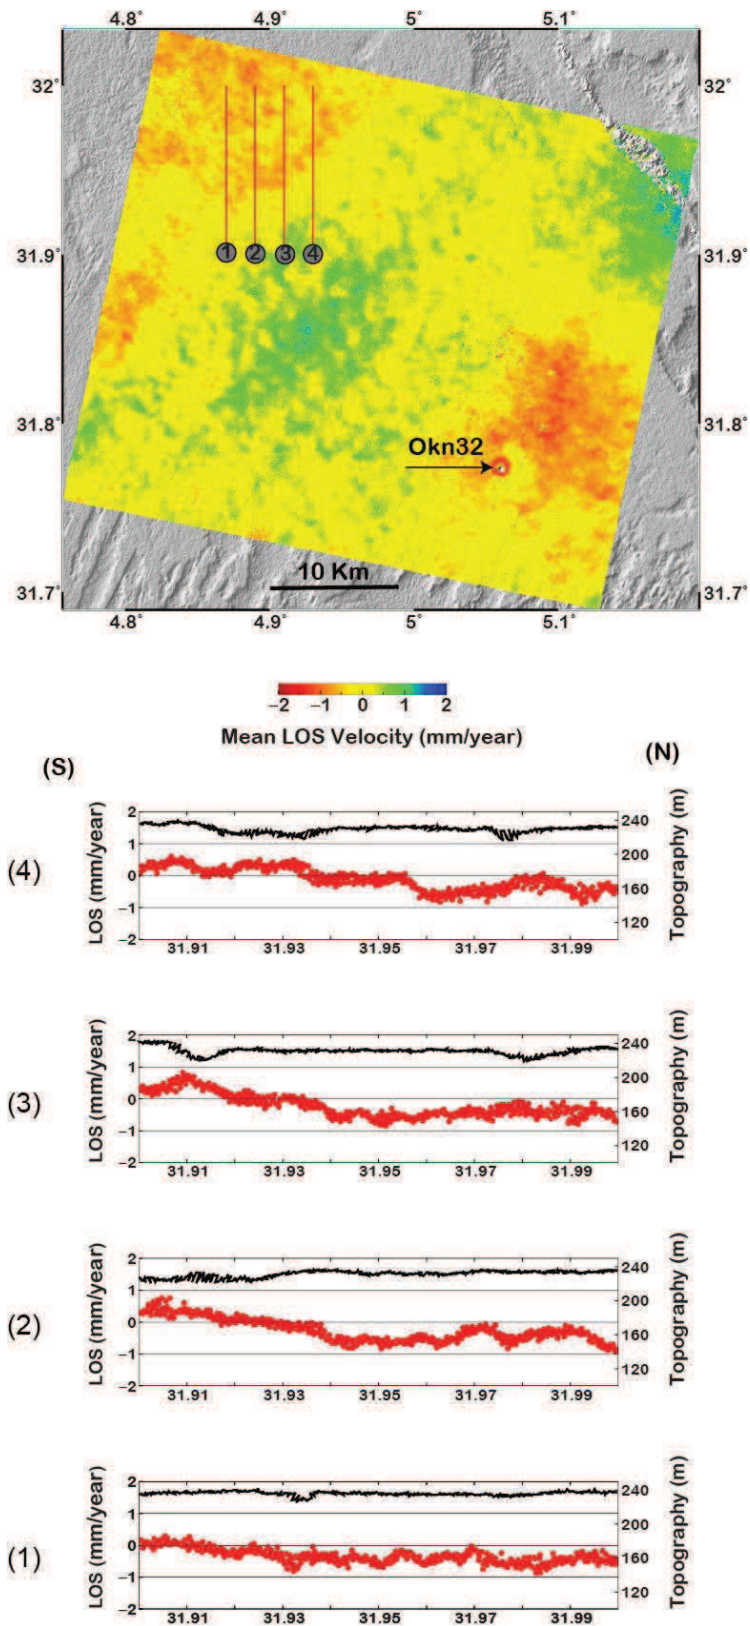 4.8° 4.9° 5° 5.1°
32° 32°
31.9° 31.9°
1 2 3 4
31.8° 31.8°
Okn32
31.7° 31.7°
10 Km
4.8° 4.9° 5° 5.1°
−2 −1 0 1 2
Mean LOS Velocity (mm/year)
(S) (N)
(4)
LOS (mm/year)
2 1 0 −1 −2
240 200 160 120
Topography (m)
31.91 31.93 31.95 31.97 31.99
(3)
LOS (mm/year)
2 1 0 −1 −2
240 200 160 120
Topography (m)
31.91 31.93 31.95 31.97 31.99
(2)
LOS (mm/year)
2 1 0 −1 −2
240 200 160 120
Topography (m)
31.91 31.93 31.95 31.97 31.99
(1)
LOS (mm/year)
2 1 0 −1 −2
240 200 160 120
Topography (m)
31.91 31.93 31.95 31.97 31.99